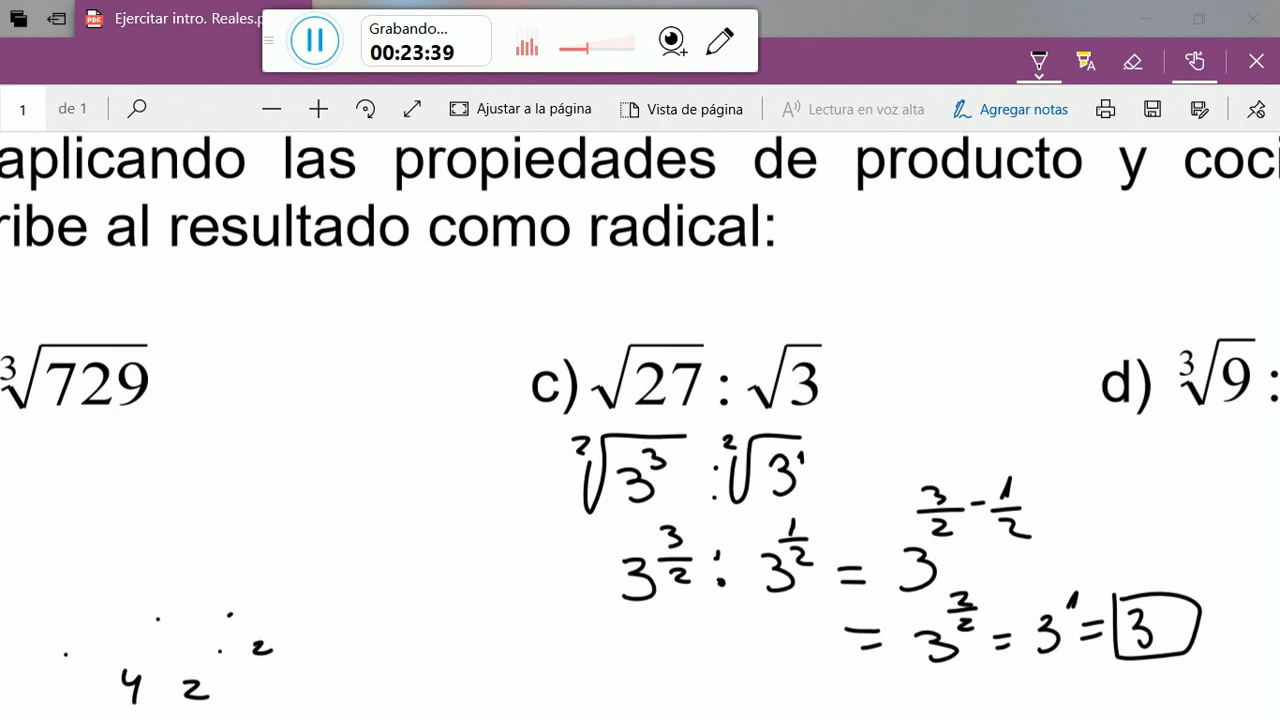 Ejercitar intro. Reales.p
Grabando...
00:23:39
1 de 1 Ajustar a la página Vista de página Lectura en voz alta Agregar notas
aplicando las propiedades de producto y coci
ribe al resultado como radical:
∛729 c) √27 : √3 d) ∛9 :
²√3³ : ²√3¹
3^(3/2) : 3^(1/2) = 3^(3/2 - 1/2)
= 3^(2/2) = 3¹ = 3
2
4 2